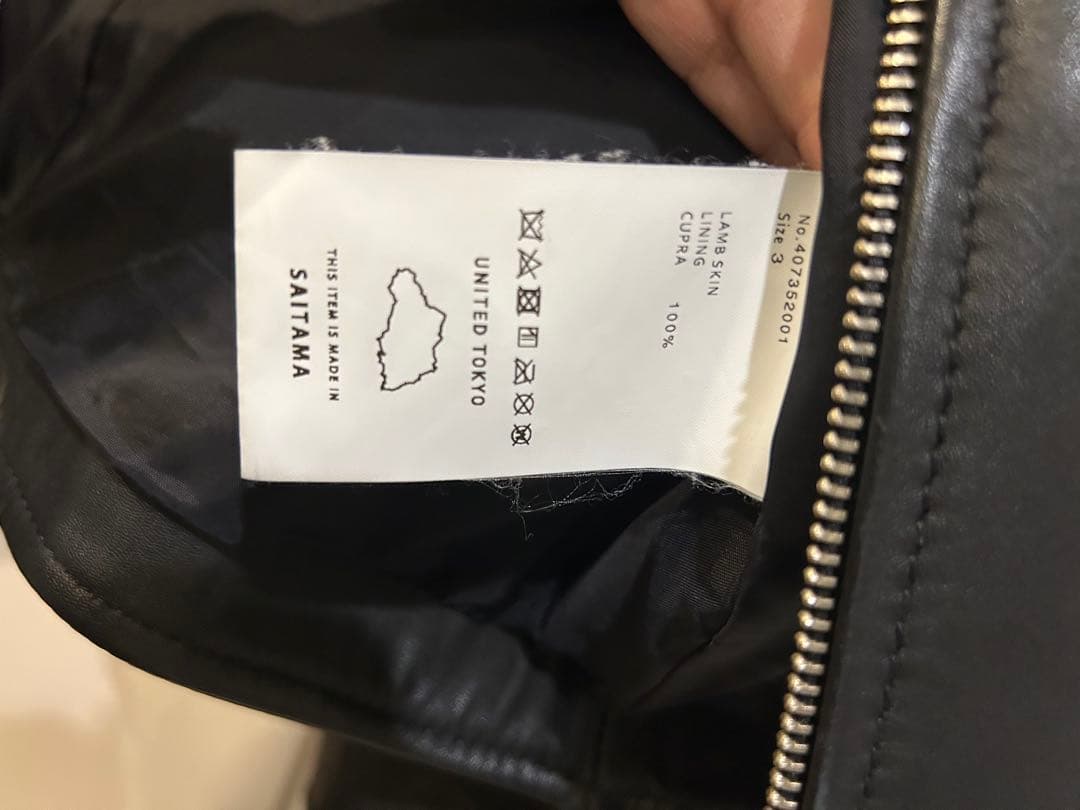 No.407352001
Size 3
LAMB SKIN
LINING
CUPRA 100%
UNITED TOKYO
THIS ITEM IS MADE IN
SAITAMA